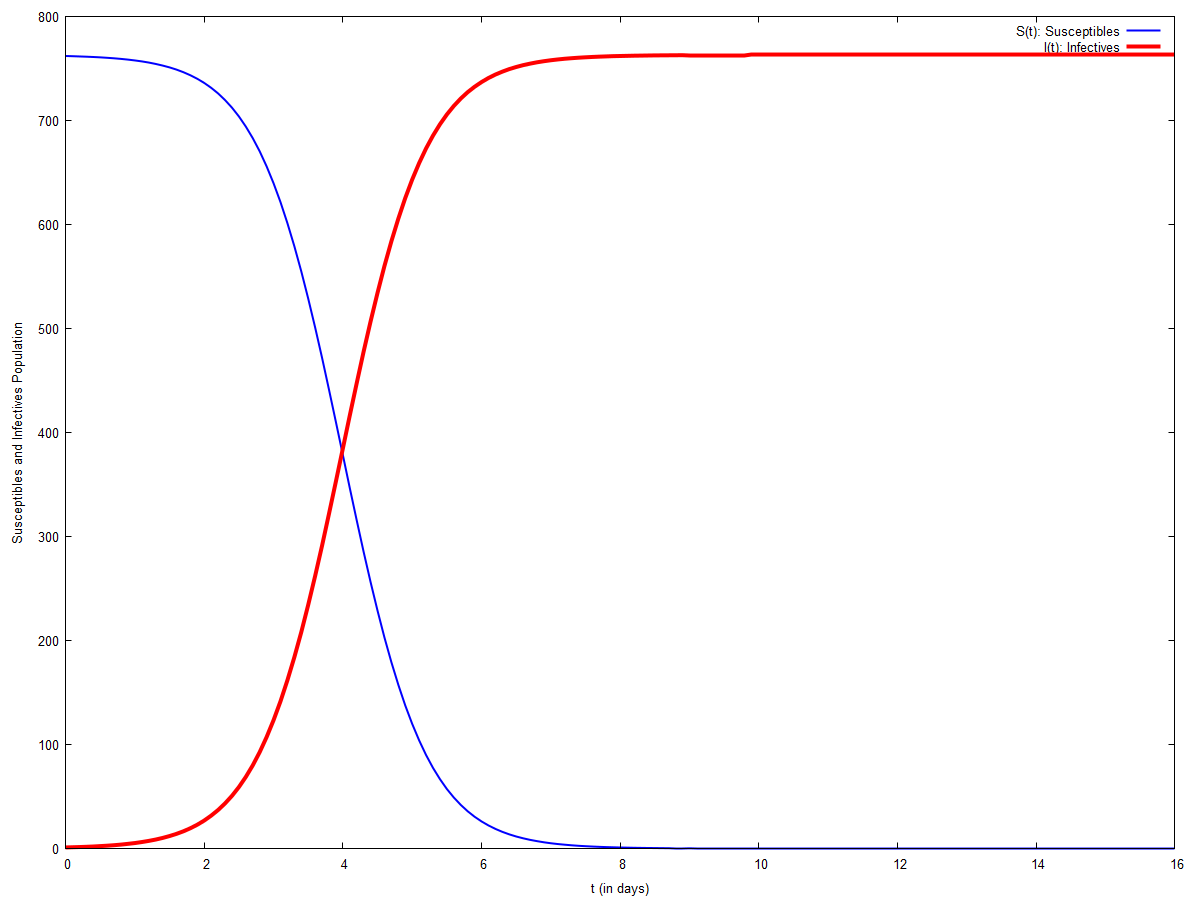 800
S(t): Susceptibles
I(t): Infectives
700
600
500
400
300
200
100
0
Susceptibles and Infectives Population
0 2 4 6 8 10 12 14 16
t (in days)